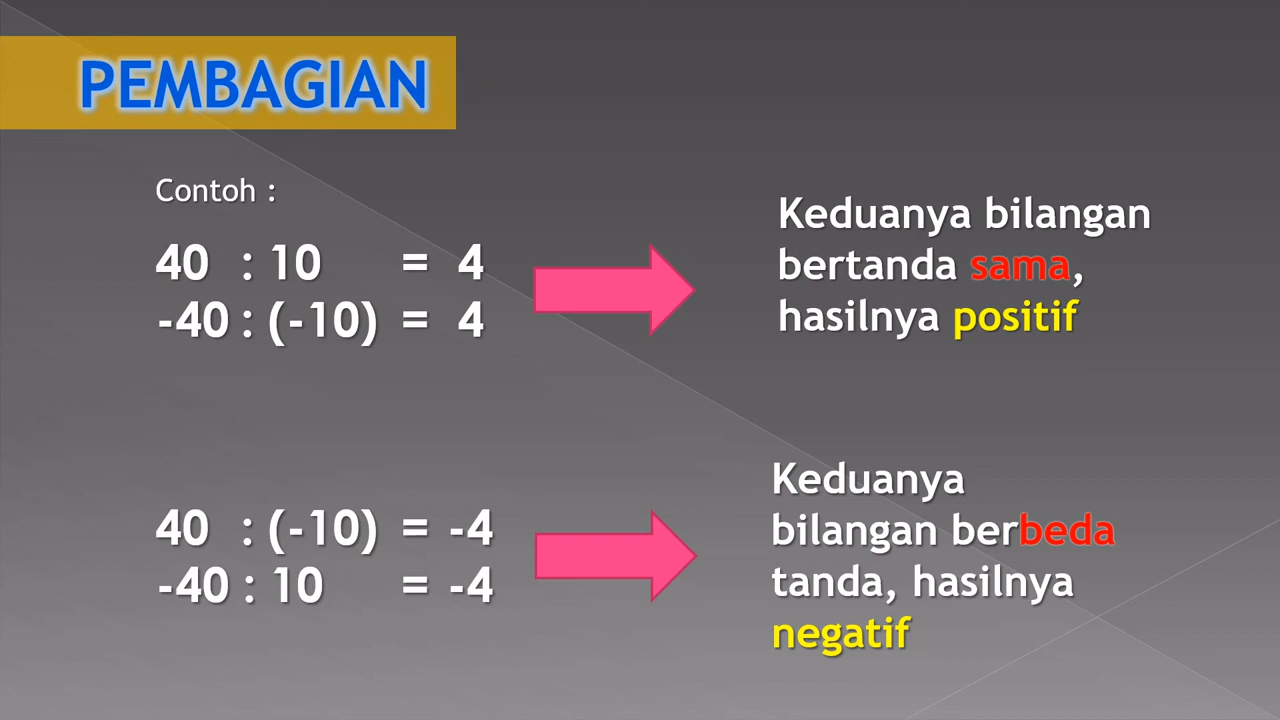 PEMBAGIAN
Contoh :
40 : 10 = 4
-40 : (-10) = 4
Keduanya bilangan
bertanda sama,
hasilnya positif
40 : (-10) = -4
-40 : 10 = -4
Keduanya
bilangan berbeda
tanda, hasilnya
negatif